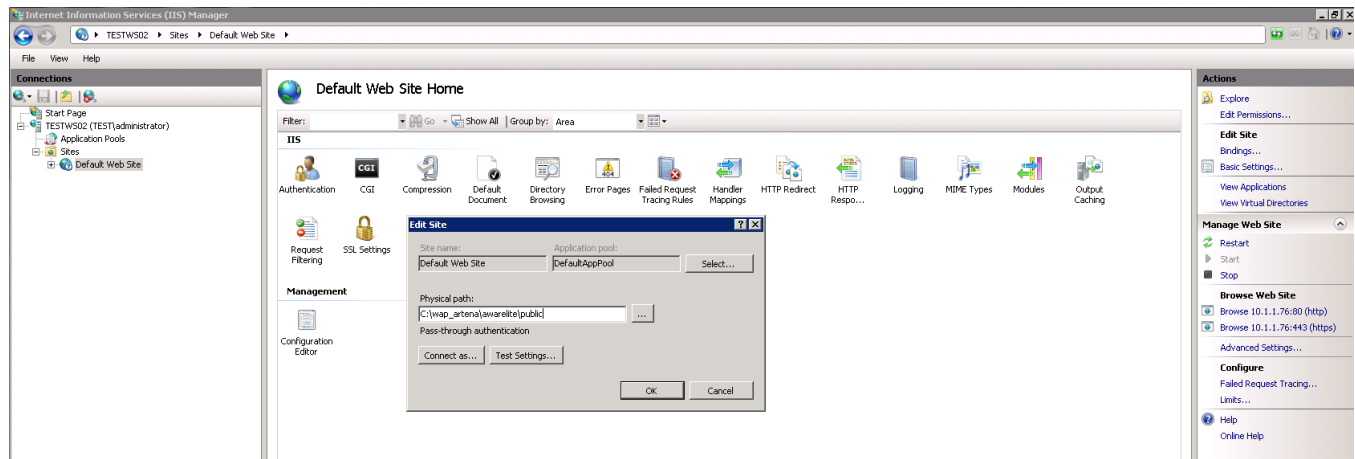 Internet Information Services (IIS) Manager
TESTWS02 Sites Default Web Site
File View Help
Connections
Start Page
TESTWS02 (TEST\administrator)
Application Pools
Sites
Default Web Site
Default Web Site Home
Filter: Go Show All Group by: Area
IIS
Authentication
CGI
Compression
Default
Document
Directory
Browsing
Error Pages
Failed Request
Tracing Rules
Handler
Mappings
HTTP Redirect
HTTP
Respo...
Logging
MIME Types
Modules
Output
Caching
Request
Filtering
SSL Settings
Management
Configuration
Editor
Edit Site
Site name: Application pool:
Default Web Site DefaultAppPool Select...
Physical path:
C:\wap_artena\awarelite\public ...
Pass-through authentication
Connect as... Test Settings...
OK Cancel
Actions
Explore
Edit Permissions...
Edit Site
Bindings...
Basic Settings...
View Applications
View Virtual Directories
Manage Web Site
Restart
Start
Stop
Browse Web Site
Browse 10.1.1.76:80 (http)
Browse 10.1.1.76:443 (https)
Advanced Settings...
Configure
Failed Request Tracing...
Limits...
Help
Online Help